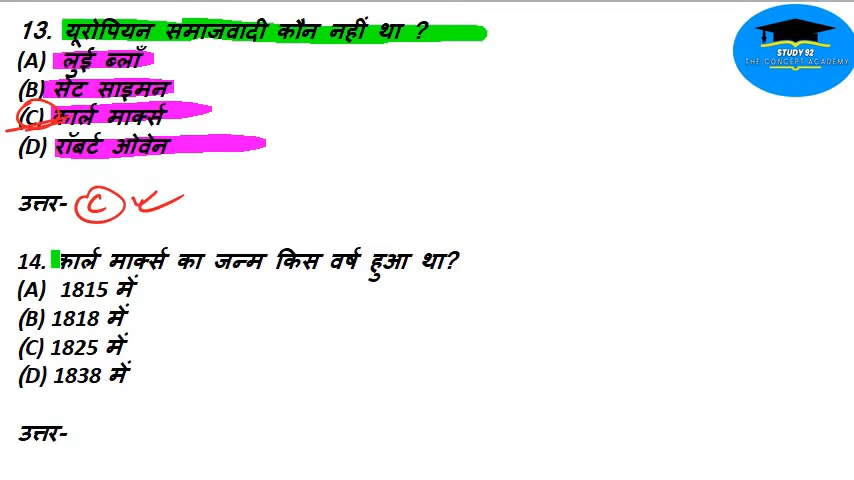 13. यूरोपियन समाजवादी कौन नहीं था ?
(A) लुई ब्लाँ
(B) सेंट साइमन
(C) कार्ल मार्क्स
(D) रॉबर्ट ओवेन
उत्तर- C
14. कार्ल मार्क्स का जन्म किस वर्ष हुआ था?
(A) 1815 में
(B) 1818 में
(C) 1825 में
(D) 1838 में
उत्तर-
STUDY 92
THE CONCEPT ACADEMY